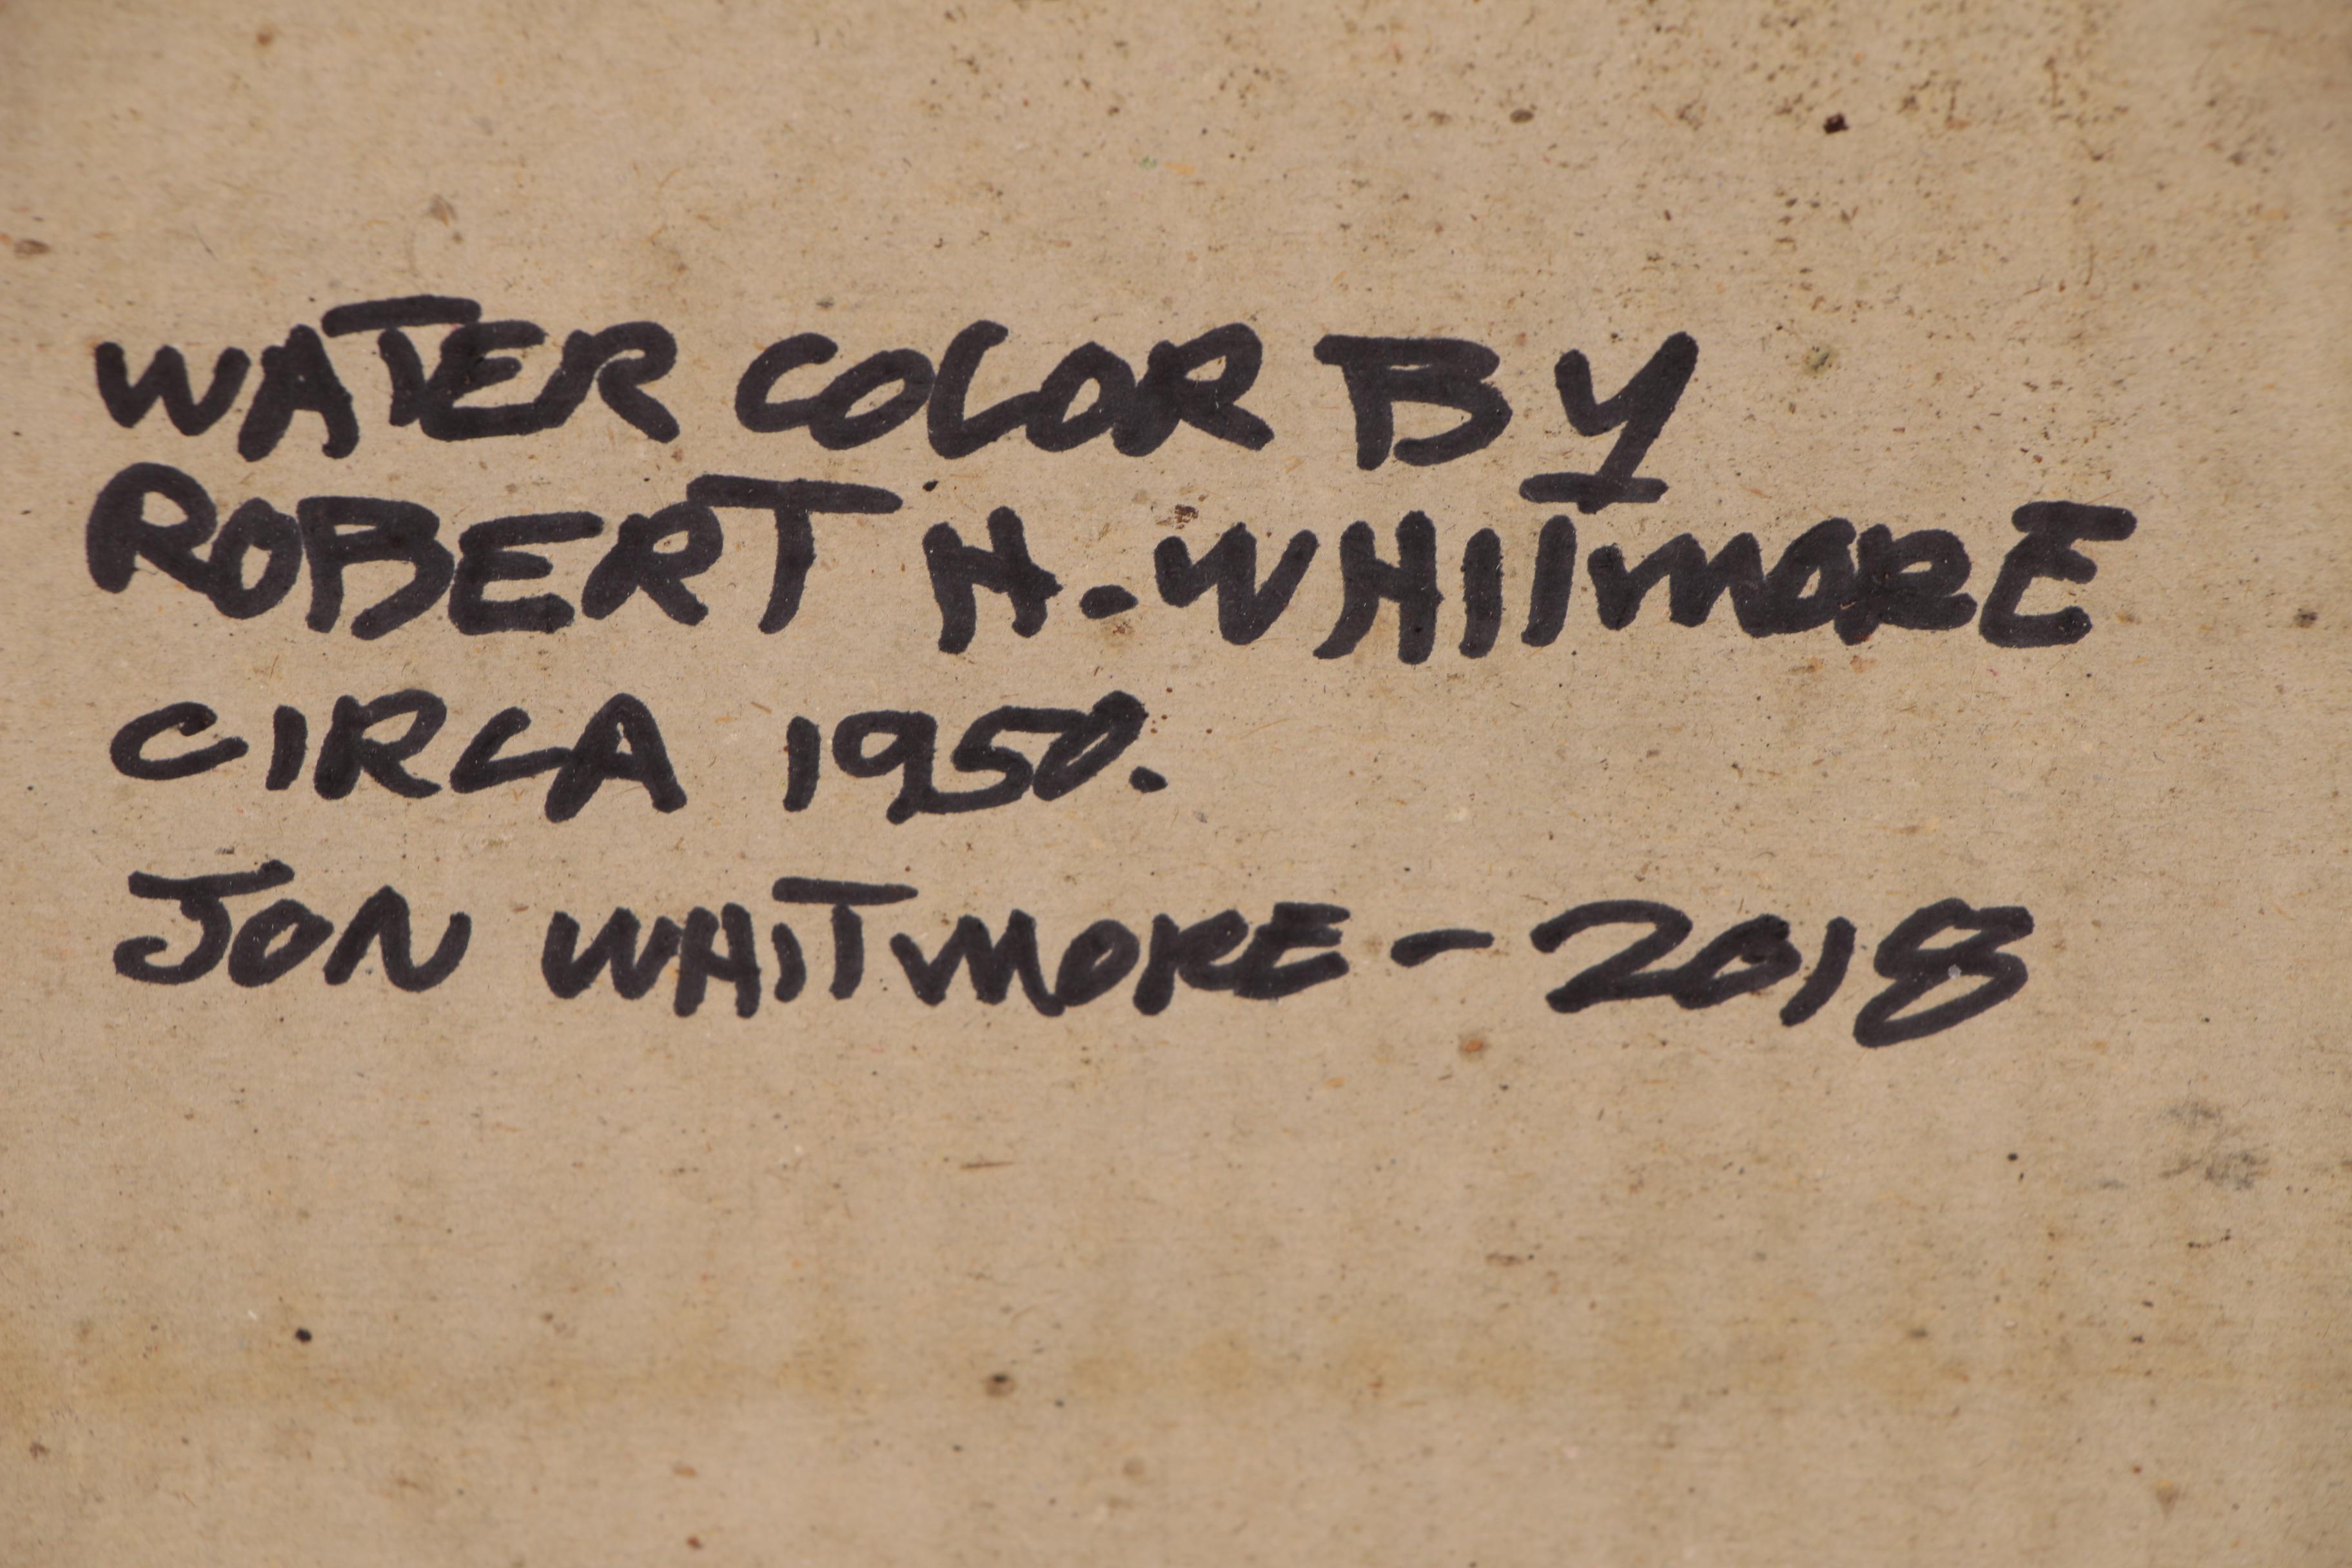 WATER COLOR BY
ROBERT H. WHITMORE
CIRCA 1950.
JON WHITMORE - 2018